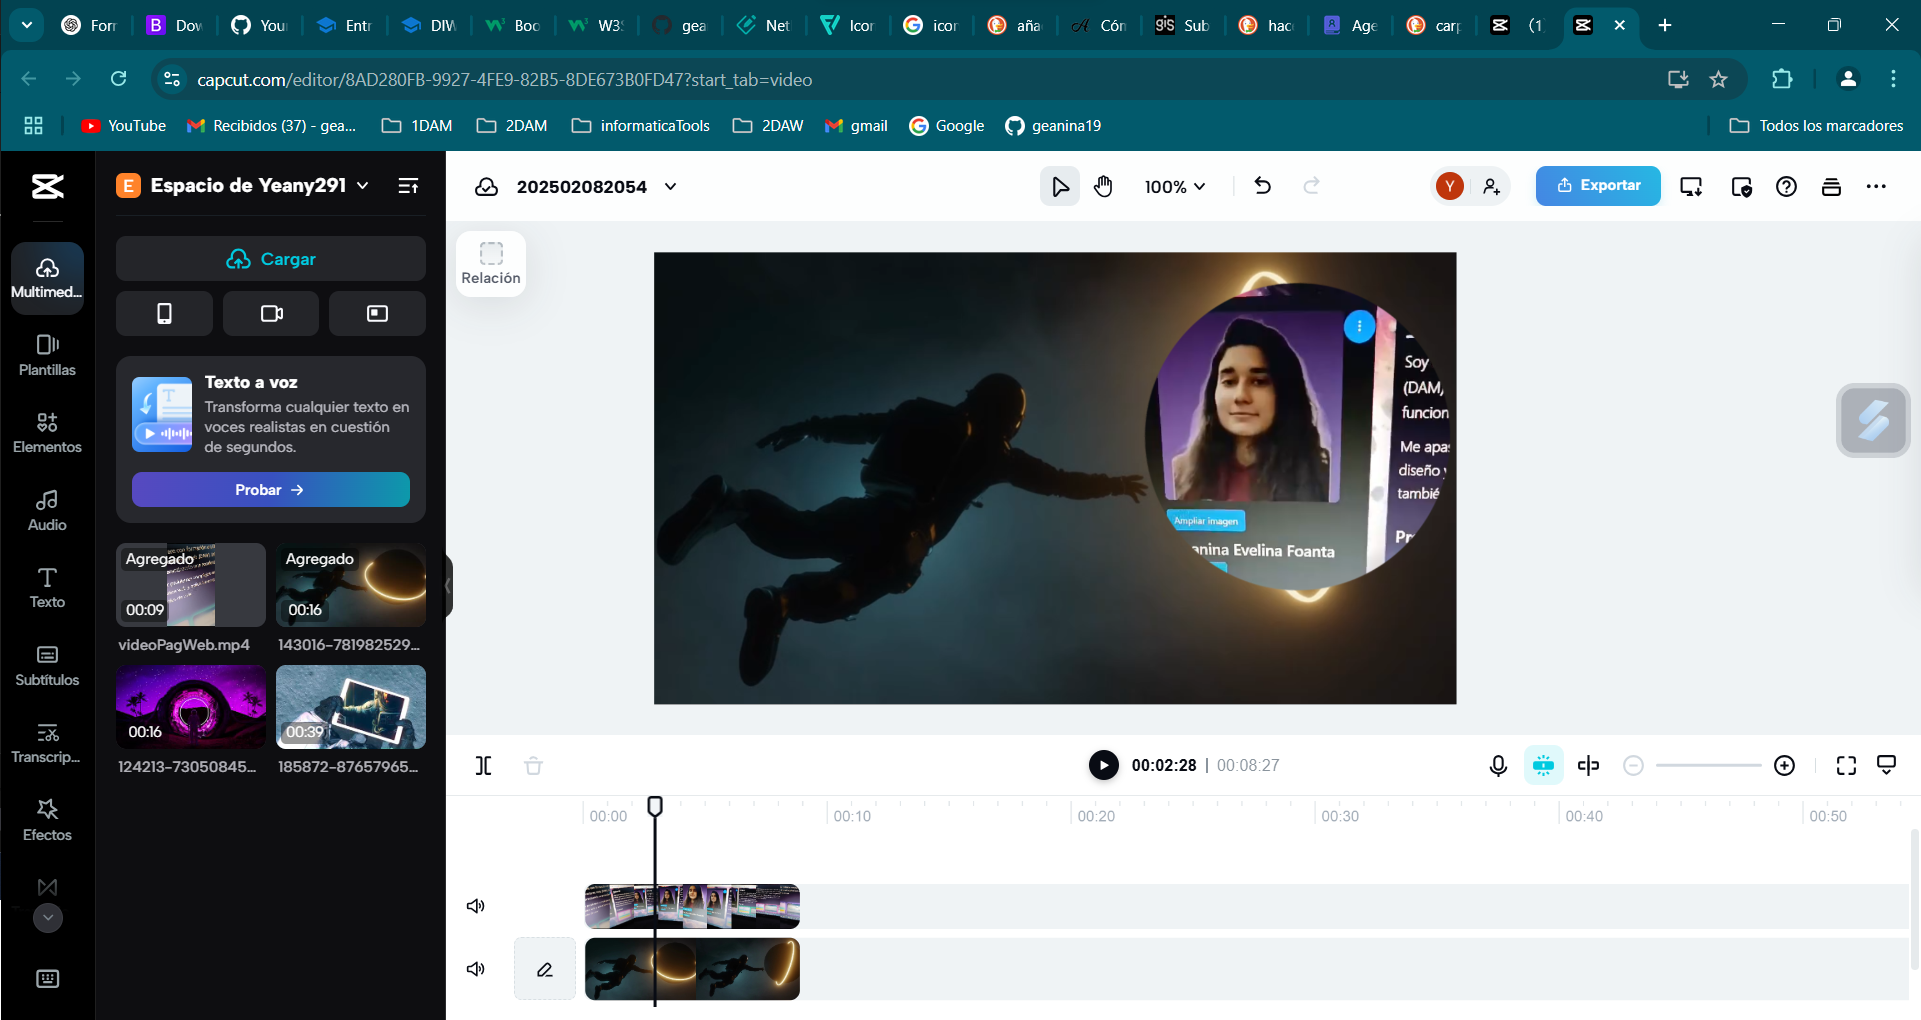 For
Dow
You
Entr
DIW
Boo
W3S
gea
Net
Icor
icor
aña
Cón
Sub
hac
Age
carp
(1
capcut.com/editor/8AD280FB-9927-4FE9-82B5-8DE673B0FD47?start_tab=video
YouTube
Recibidos (37) - gea...
1DAM
2DAM
informaticaTools
2DAW
gmail
Google
geanina19
Todos los marcadores
E Espacio de Yeany291
202502082054
100%
Y
Exportar
Cargar
Relación
Multimed...
Plantillas
Elementos
Audio
Texto
Subtítulos
Transcrip...
Efectos
Texto a voz
Transforma cualquier texto en
voces realistas en cuestión
de segundos.
Probar →
Agregado
00:09
videoPagWeb.mp4
Agregado
00:16
143016-781982529...
00:16
124213-73050845...
00:39
185872-87657965...
Soy
(DAM)
funcion
Me apas
diseño y
tambié
Ampliar imagen
anina Evelina Foanta
Pr
00:02:28 | 00:08:27
00:00
00:10
00:20
00:30
00:40
00:50